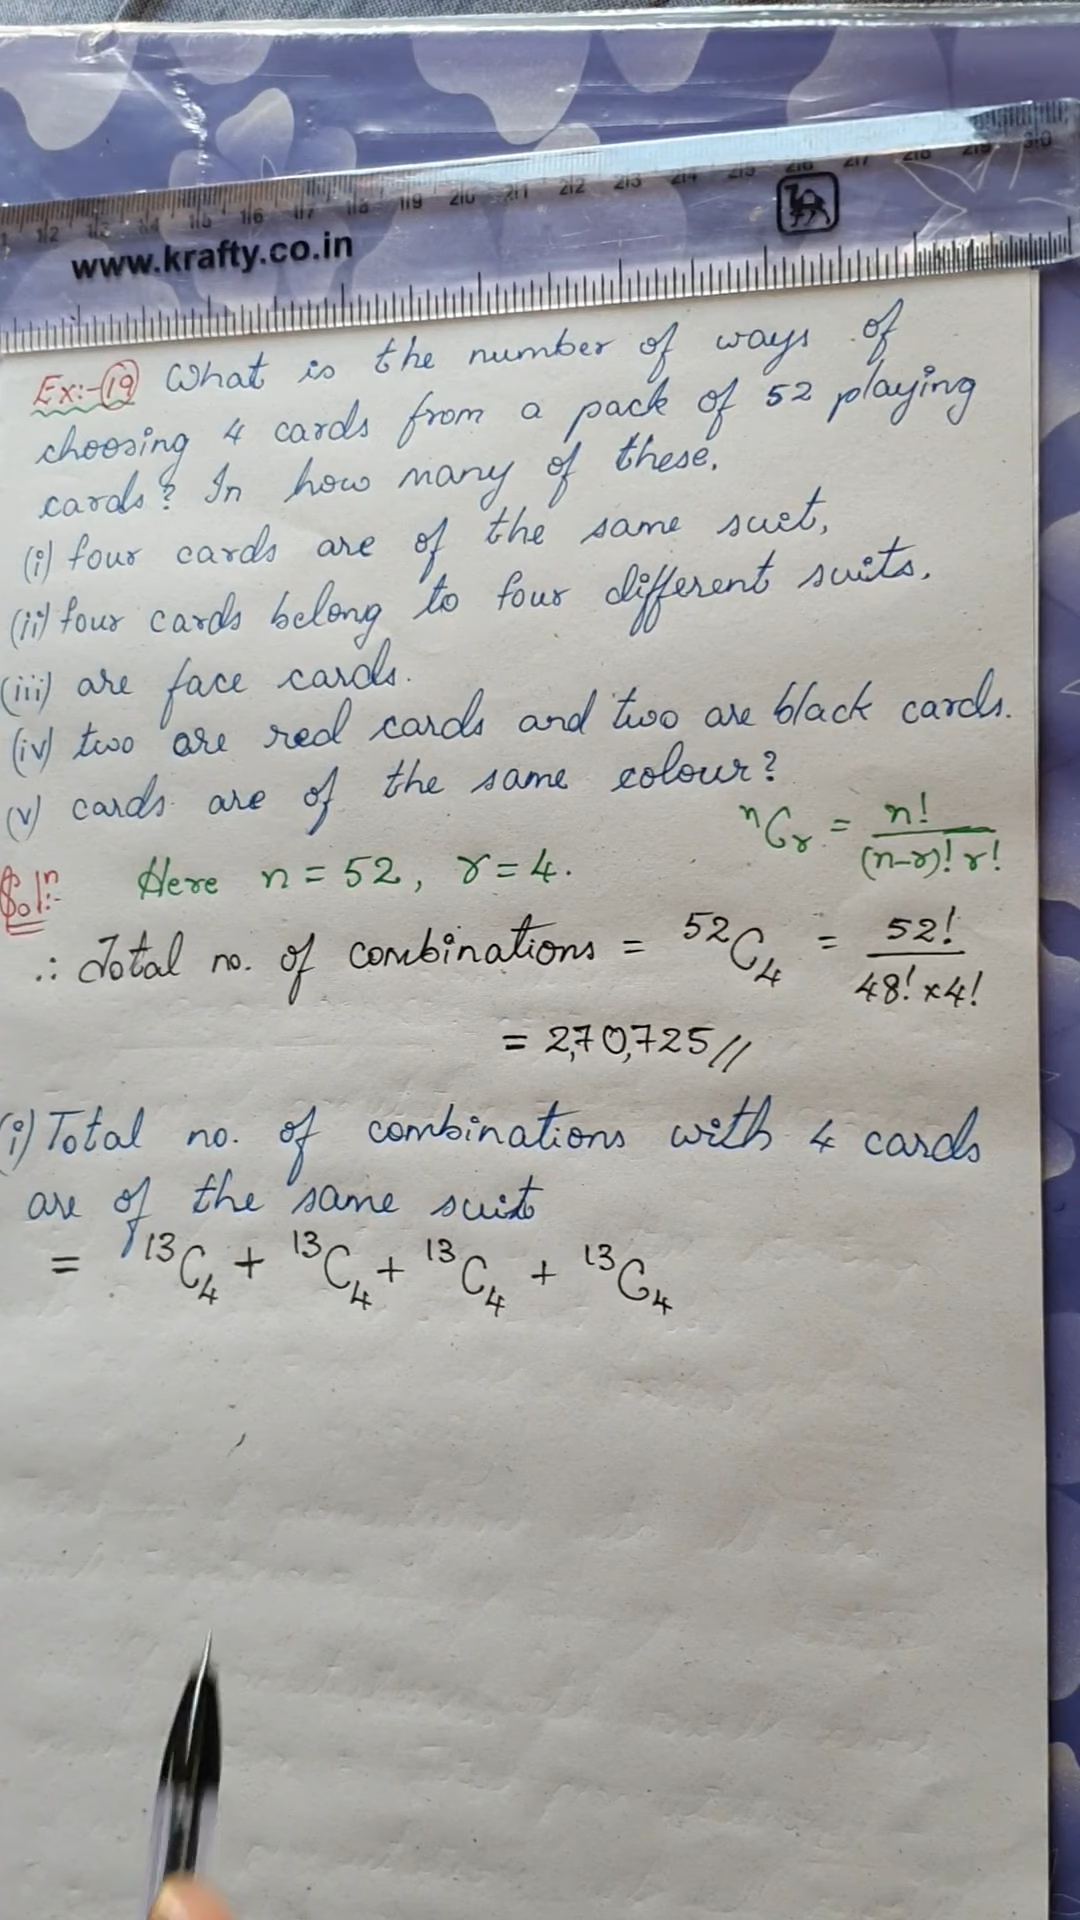 www.krafty.co.in
Ex:-(19) What is the number of ways of
choosing 4 cards from a pack of 52 playing
cards? In how many of these.
(i) four cards are of the same suit,
(ii) four cards belong to four different suits.
(iii) are face cards.
(iv) two are red cards and two are black cards.
(v) cards are of the same colour?
ⁿCᵣ = n! / (n-r)! r!
Solⁿ:- Here n = 52, r = 4.
∴ Total no. of combinations = ⁵²C₄ = 52! / 48! × 4!
= 2,70,725//
(i) Total no. of combinations with 4 cards
are of the same suit
= ¹³C₄ + ¹³C₄ + ¹³C₄ + ¹³C₄